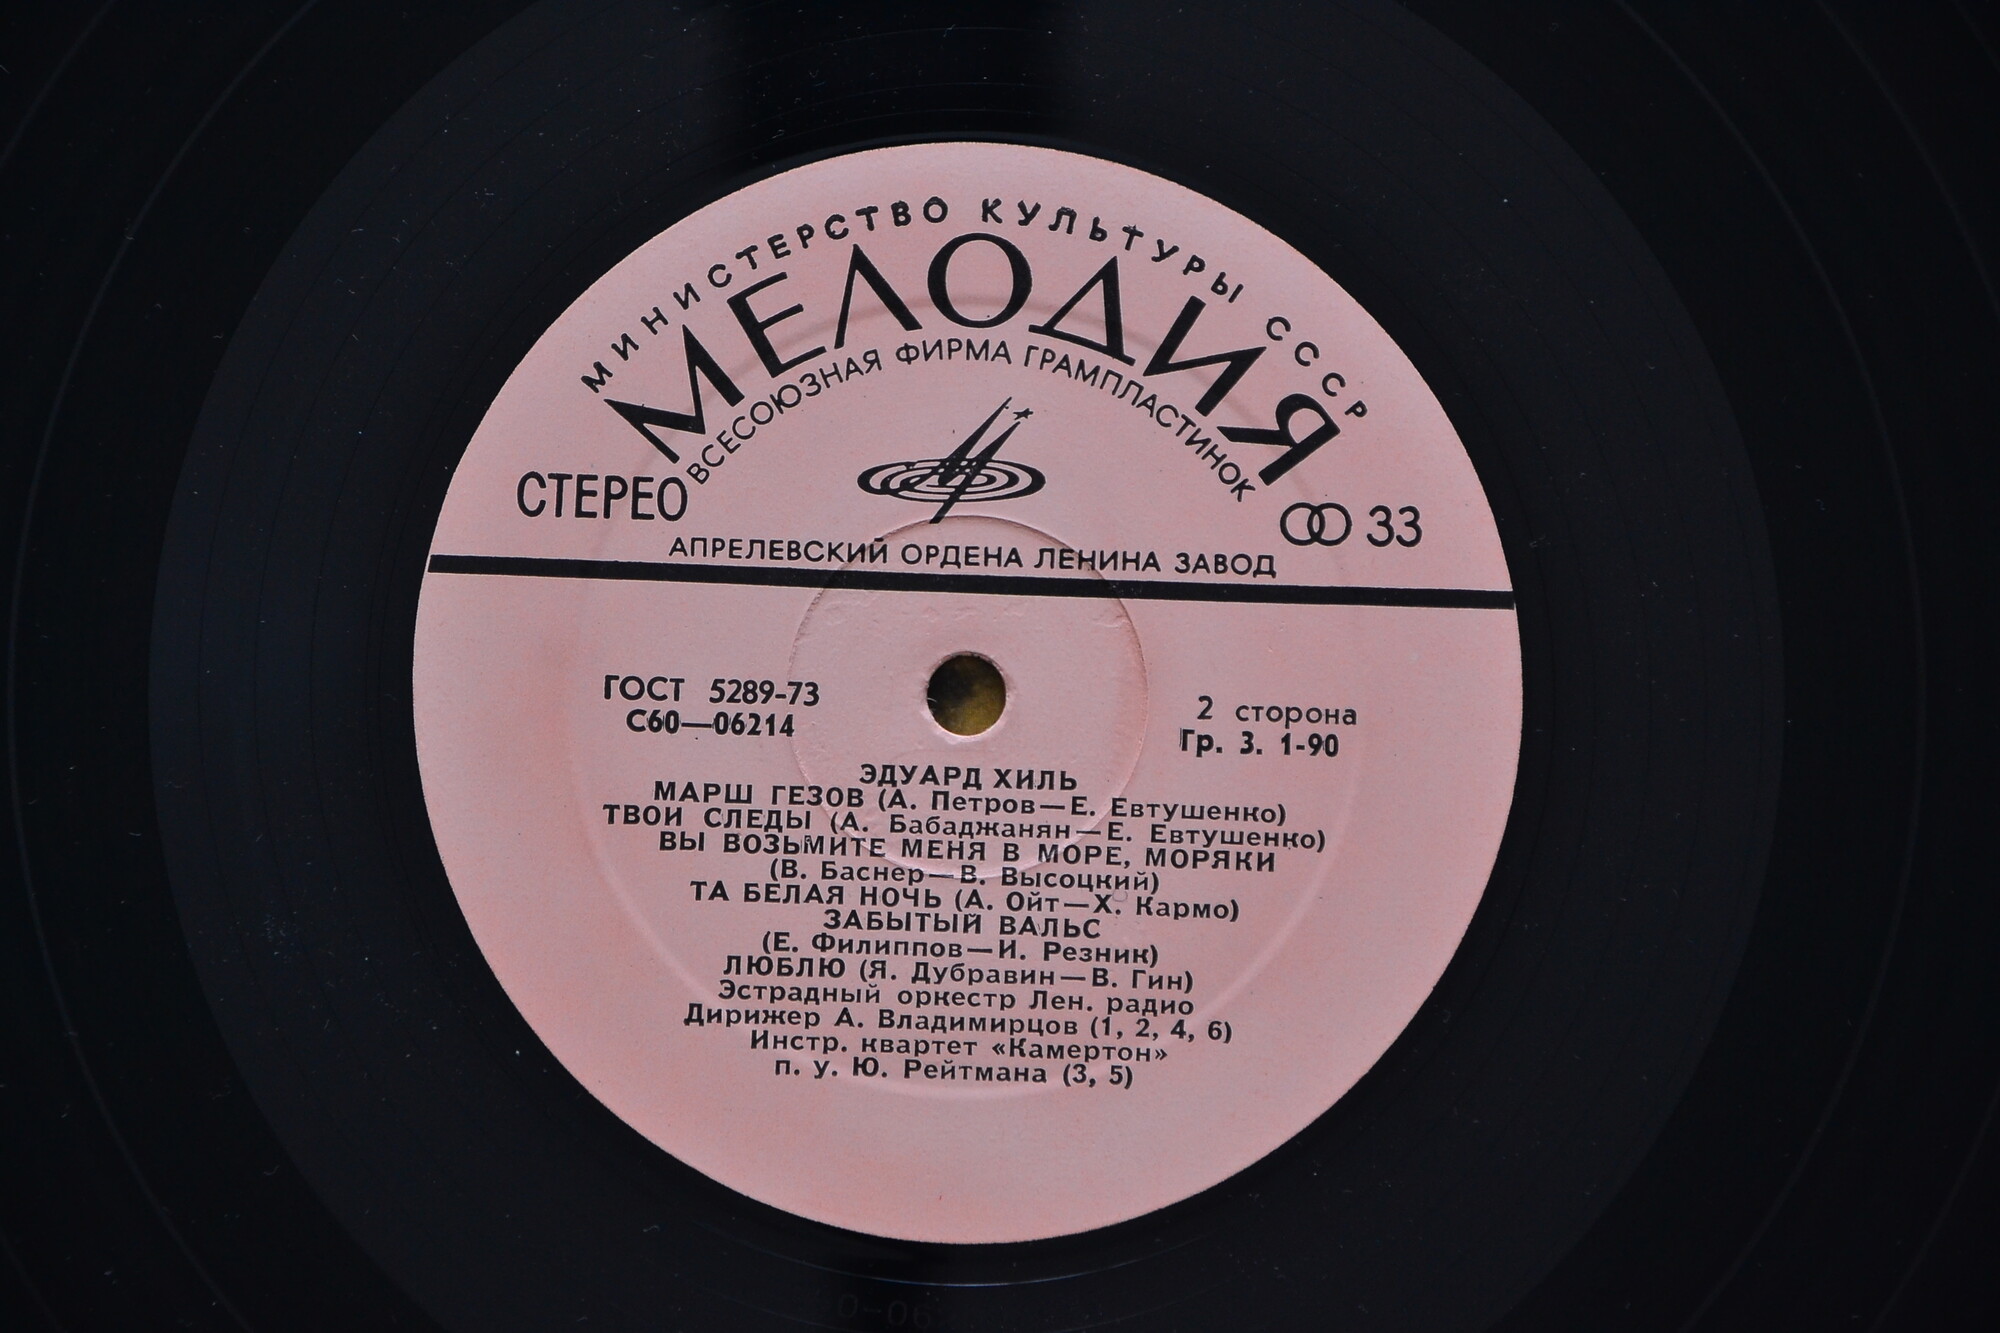 МИНИСТЕРСТВО КУЛЬТУРЫ СССР
МЕЛОДИЯ
ВСЕСОЮЗНАЯ ФИРМА ГРАМПЛАСТИНОК
СТЕРЕО
33
АПРЕЛЕВСКИЙ ОРДЕНА ЛЕНИНА ЗАВОД
ГОСТ 5289-73
С60—06214
2 сторона
Гр. 3. 1-90
ЭДУАРД ХИЛЬ
МАРШ ГЕЗОВ (А. Петров—Е. Евтушенко)
ТВОИ СЛЕДЫ (А. Бабаджанян—Е. Евтушенко)
ВЫ ВОЗЬМИТЕ МЕНЯ В МОРЕ, МОРЯКИ
(В. Баснер—В. Высоцкий)
ТА БЕЛАЯ НОЧЬ (А. Ойт—Х. Кармо)
ЗАБЫТЫЙ ВАЛЬС
(Е. Филиппов—И. Резник)
ЛЮБЛЮ (Я. Дубравин—В. Гин)
Эстрадный оркестр Лен. радио
Дирижер А. Владимирцов (1, 2, 4, 6)
Инстр. квартет «Камертон»
п. у. Ю. Рейтмана (3, 5)